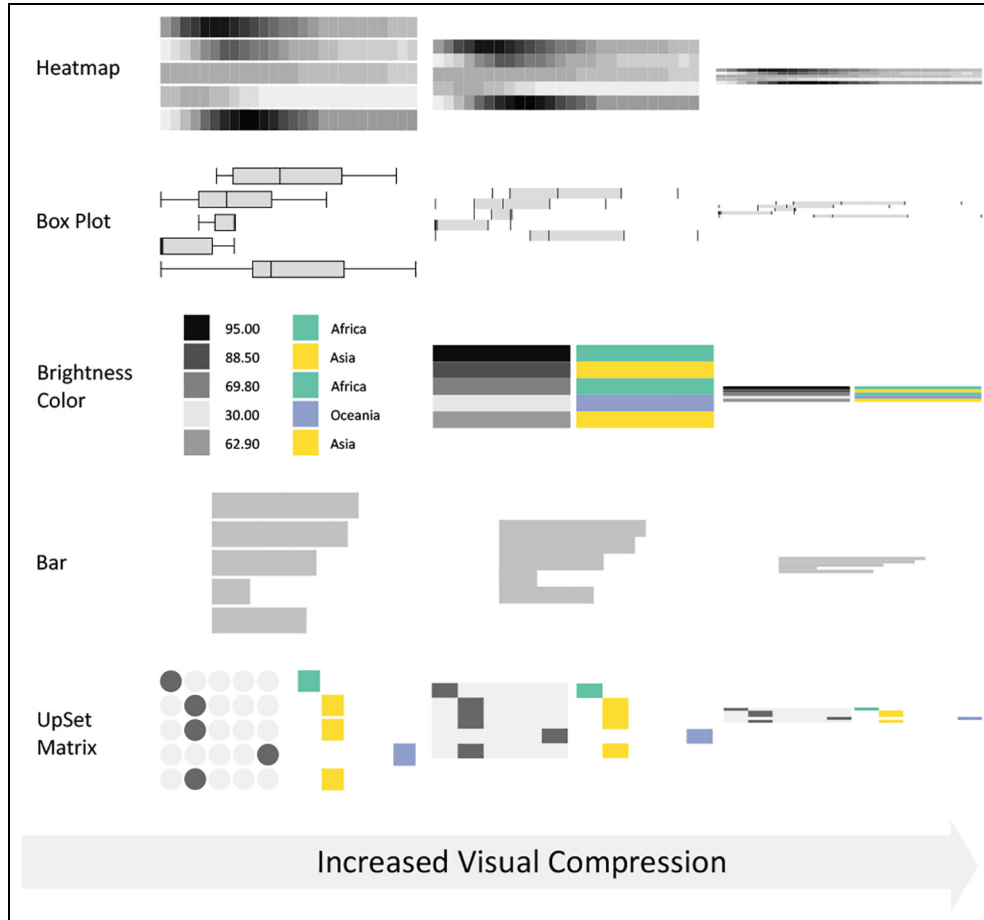 Heatmap
Box Plot
Brightness
Color
95.00 Africa
88.50 Asia
69.80 Africa
30.00 Oceania
62.90 Asia
Bar
UpSet
Matrix
Increased Visual Compression